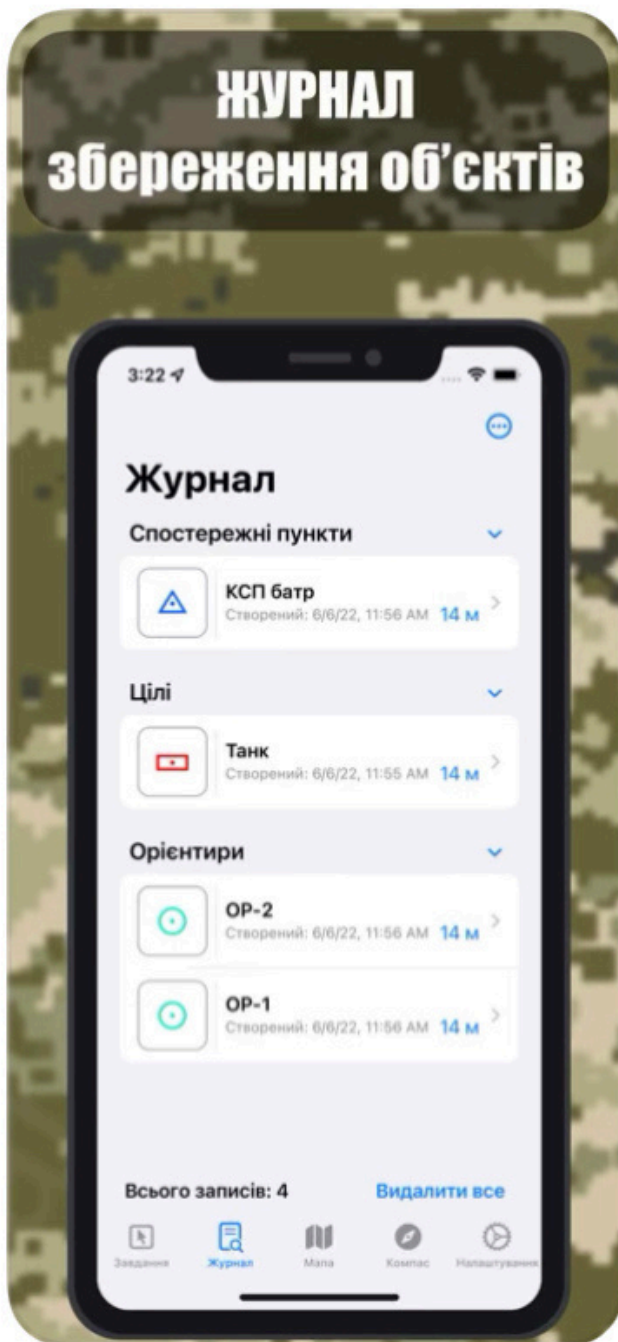 ЖУРНАЛ
збереження об'єктів
3:22
Журнал
Спостережні пункти
КСП батр
Створений: 6/6/22, 11:56 AM 14 м
Цілі
Танк
Створений: 6/6/22, 11:55 AM 14 м
Орієнтири
ОР-2
Створений: 6/6/22, 11:56 AM 14 м
ОР-1
Створений: 6/6/22, 11:56 AM 14 м
Всього записів: 4 Видалити все
Завдання Журнал Мапа Компас Налаштування